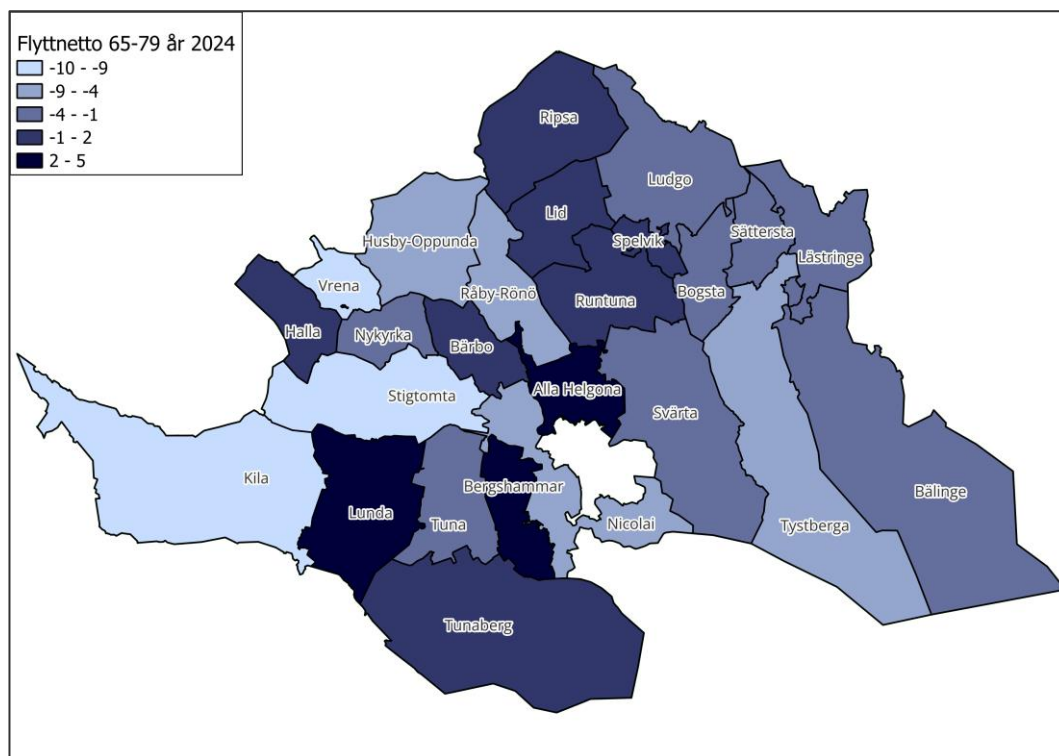 Flyttnetto 65-79 år 2024
-10 - -9
-9 - -4
-4 - -1
-1 - 2
2 - 5
Ripsa
Ludgo
Lid
Spelvik
Sättersta
Lästringe
Husby-Oppunda
Vrena
Råby-Rönö
Runtuna
Bogsta
Halla
Nykyrka
Bärbo
Stigtomta
Alla Helgona
Svärta
Kila
Lunda
Tuna
Bergshammar
Nicolai
Tystberga
Bälinge
Tunaberg